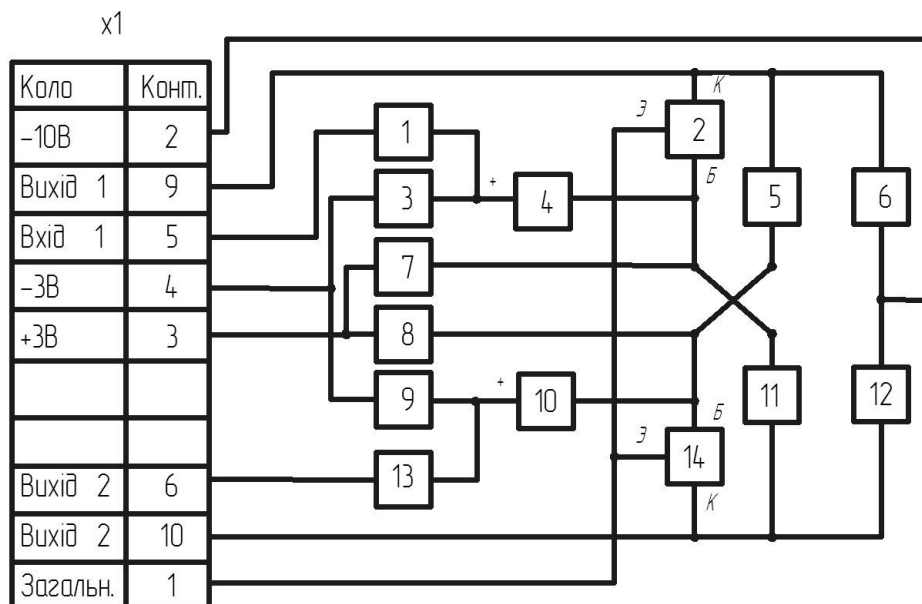 x1
Коло Конт.
–10В 2
Вихід 1 9
Вхід 1 5
–3В 4
+3В 3
Вихід 2 6
Вихід 2 10
Загальн. 1
К
Э 2
Б
1
3 + 4
5 6
7
8
9 + 10
11 12
Б
Э 14
К
13